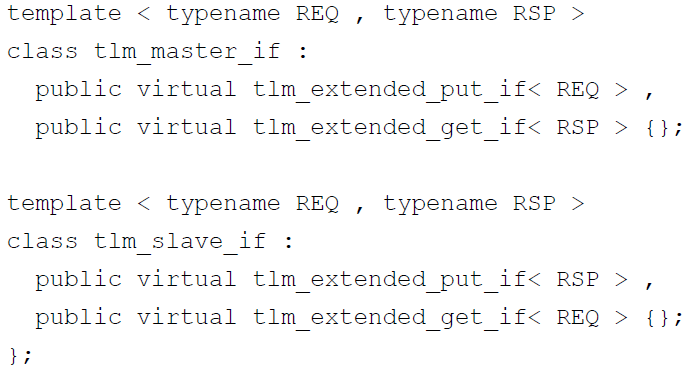 template < typename REQ , typename RSP >
class tlm_master_if :
public virtual tlm_extended_put_if< REQ > ,
public virtual tlm_extended_get_if< RSP > {};
template < typename REQ , typename RSP >
class tlm_slave_if :
public virtual tlm_extended_put_if< RSP > ,
public virtual tlm_extended_get_if< REQ > {};
};